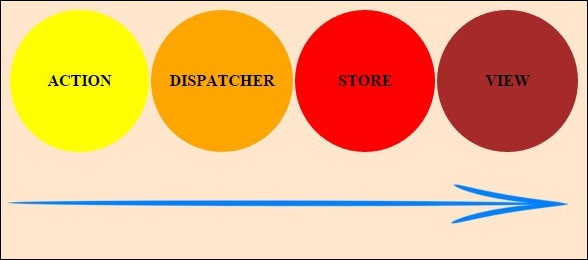 ACTION DISPATCHER STORE VIEW